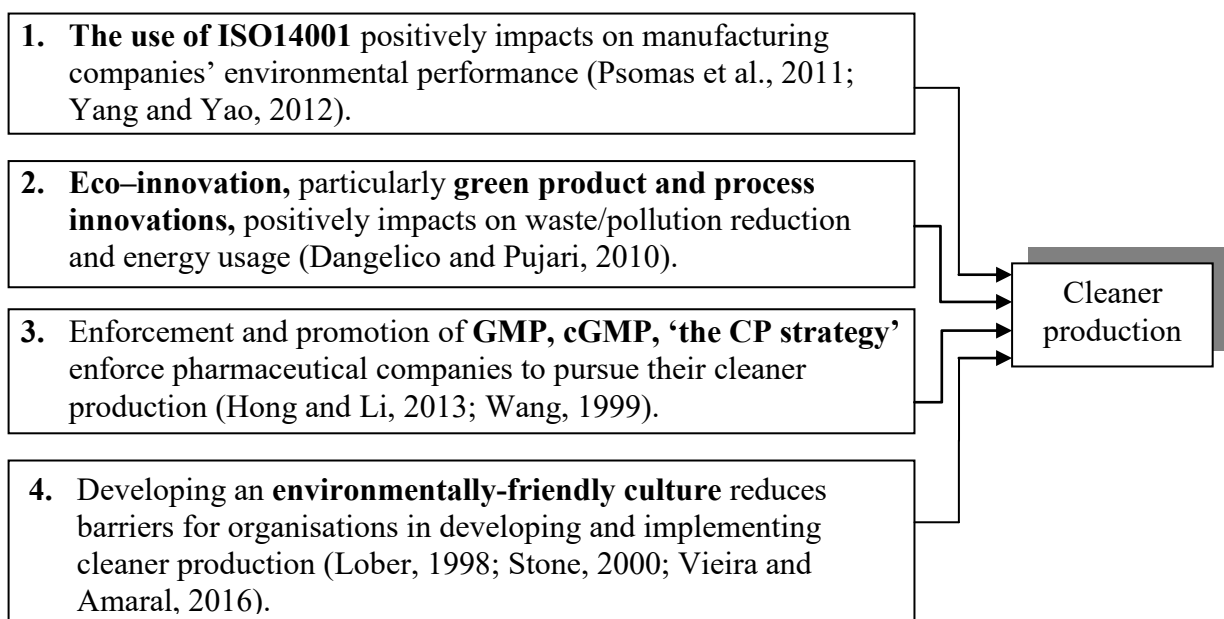 1. The use of ISO14001 positively impacts on manufacturing
companies’ environmental performance (Psomas et al., 2011;
Yang and Yao, 2012).
2. Eco–innovation, particularly green product and process
innovations, positively impacts on waste/pollution reduction
and energy usage (Dangelico and Pujari, 2010).
3. Enforcement and promotion of GMP, cGMP, ‘the CP strategy’
enforce pharmaceutical companies to pursue their cleaner
production (Hong and Li, 2013; Wang, 1999).
4. Developing an environmentally-friendly culture reduces
barriers for organisations in developing and implementing
cleaner production (Lober, 1998; Stone, 2000; Vieira and
Amaral, 2016).
Cleaner
production